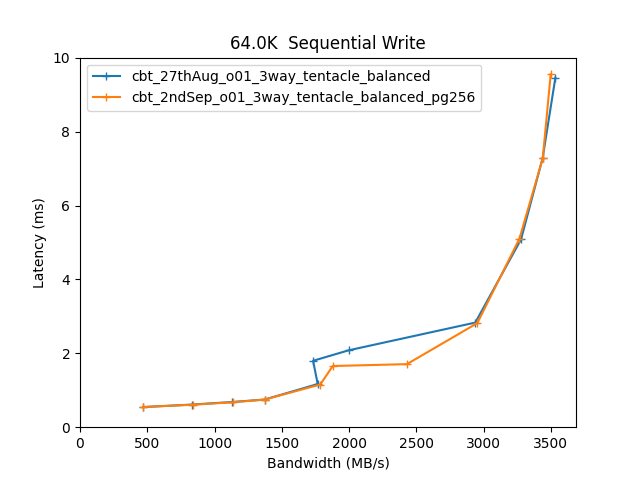 64.0K  Sequential Write
cbt_27thAug_o01_3way_tentacle_balanced
cbt_2ndSep_o01_3way_tentacle_balanced_pg256
10
8
6
4
2
0
Latency (ms)
0 500 1000 1500 2000 2500 3000 3500
Bandwidth (MB/s)